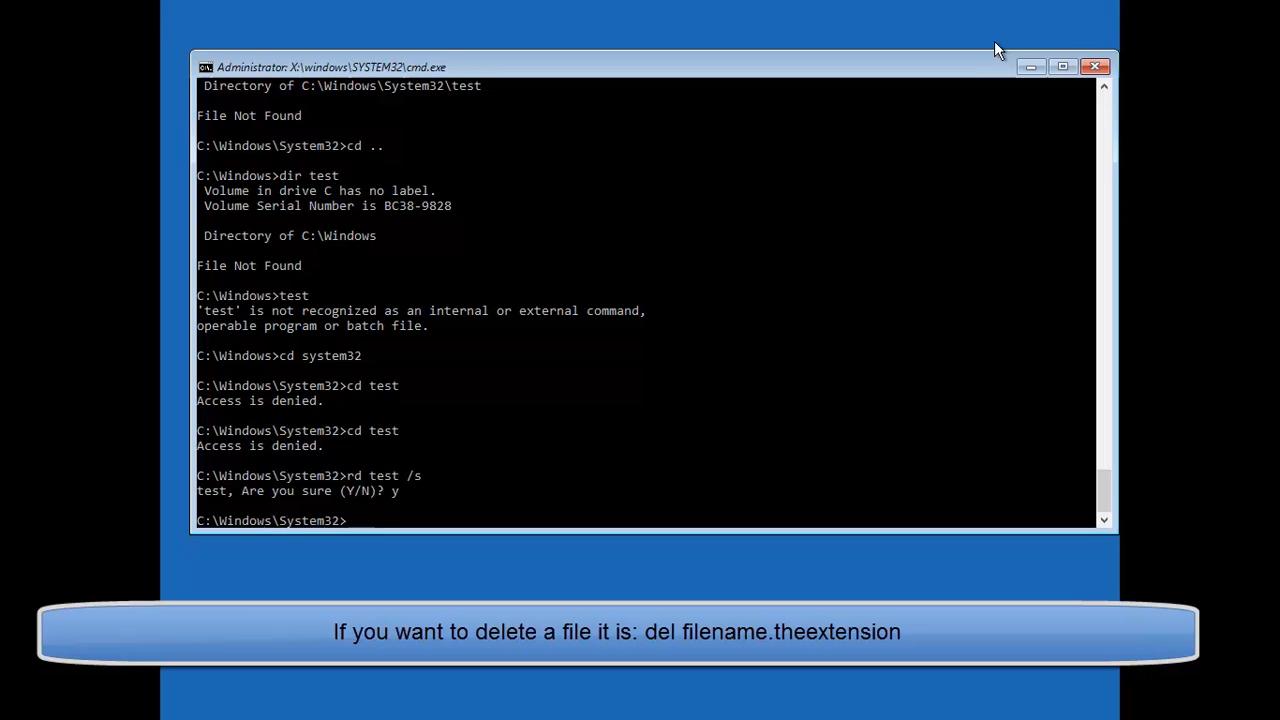 Administrator: X:\windows\SYSTEM32\cmd.exe
Directory of C:\Windows\System32\test
File Not Found
C:\Windows\System32>cd ..
C:\Windows>dir test
Volume in drive C has no label.
Volume Serial Number is BC38-9828
Directory of C:\Windows
File Not Found
C:\Windows>test
'test' is not recognized as an internal or external command,
operable program or batch file.
C:\Windows>cd system32
C:\Windows\System32>cd test
Access is denied.
C:\Windows\System32>cd test
Access is denied.
C:\Windows\System32>rd test /s
test, Are you sure (Y/N)? y
C:\Windows\System32>
If you want to delete a file it is: del filename.theextension